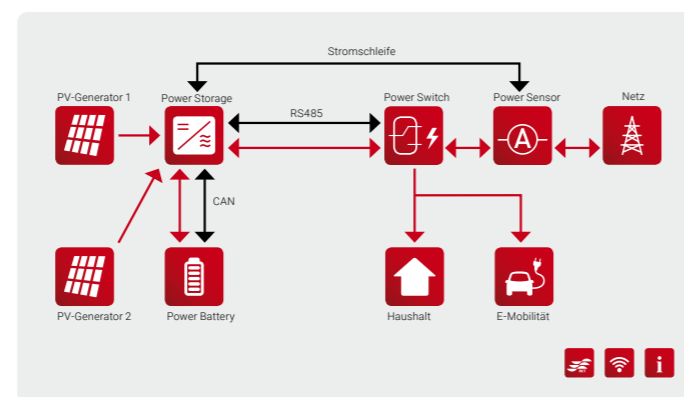 Stromschleife
PV-Generator 1
Power Storage
RS485
Power Switch
Power Sensor
Netz
A
CAN
PV-Generator 2
Power Battery
Haushalt
E-Mobilität
i